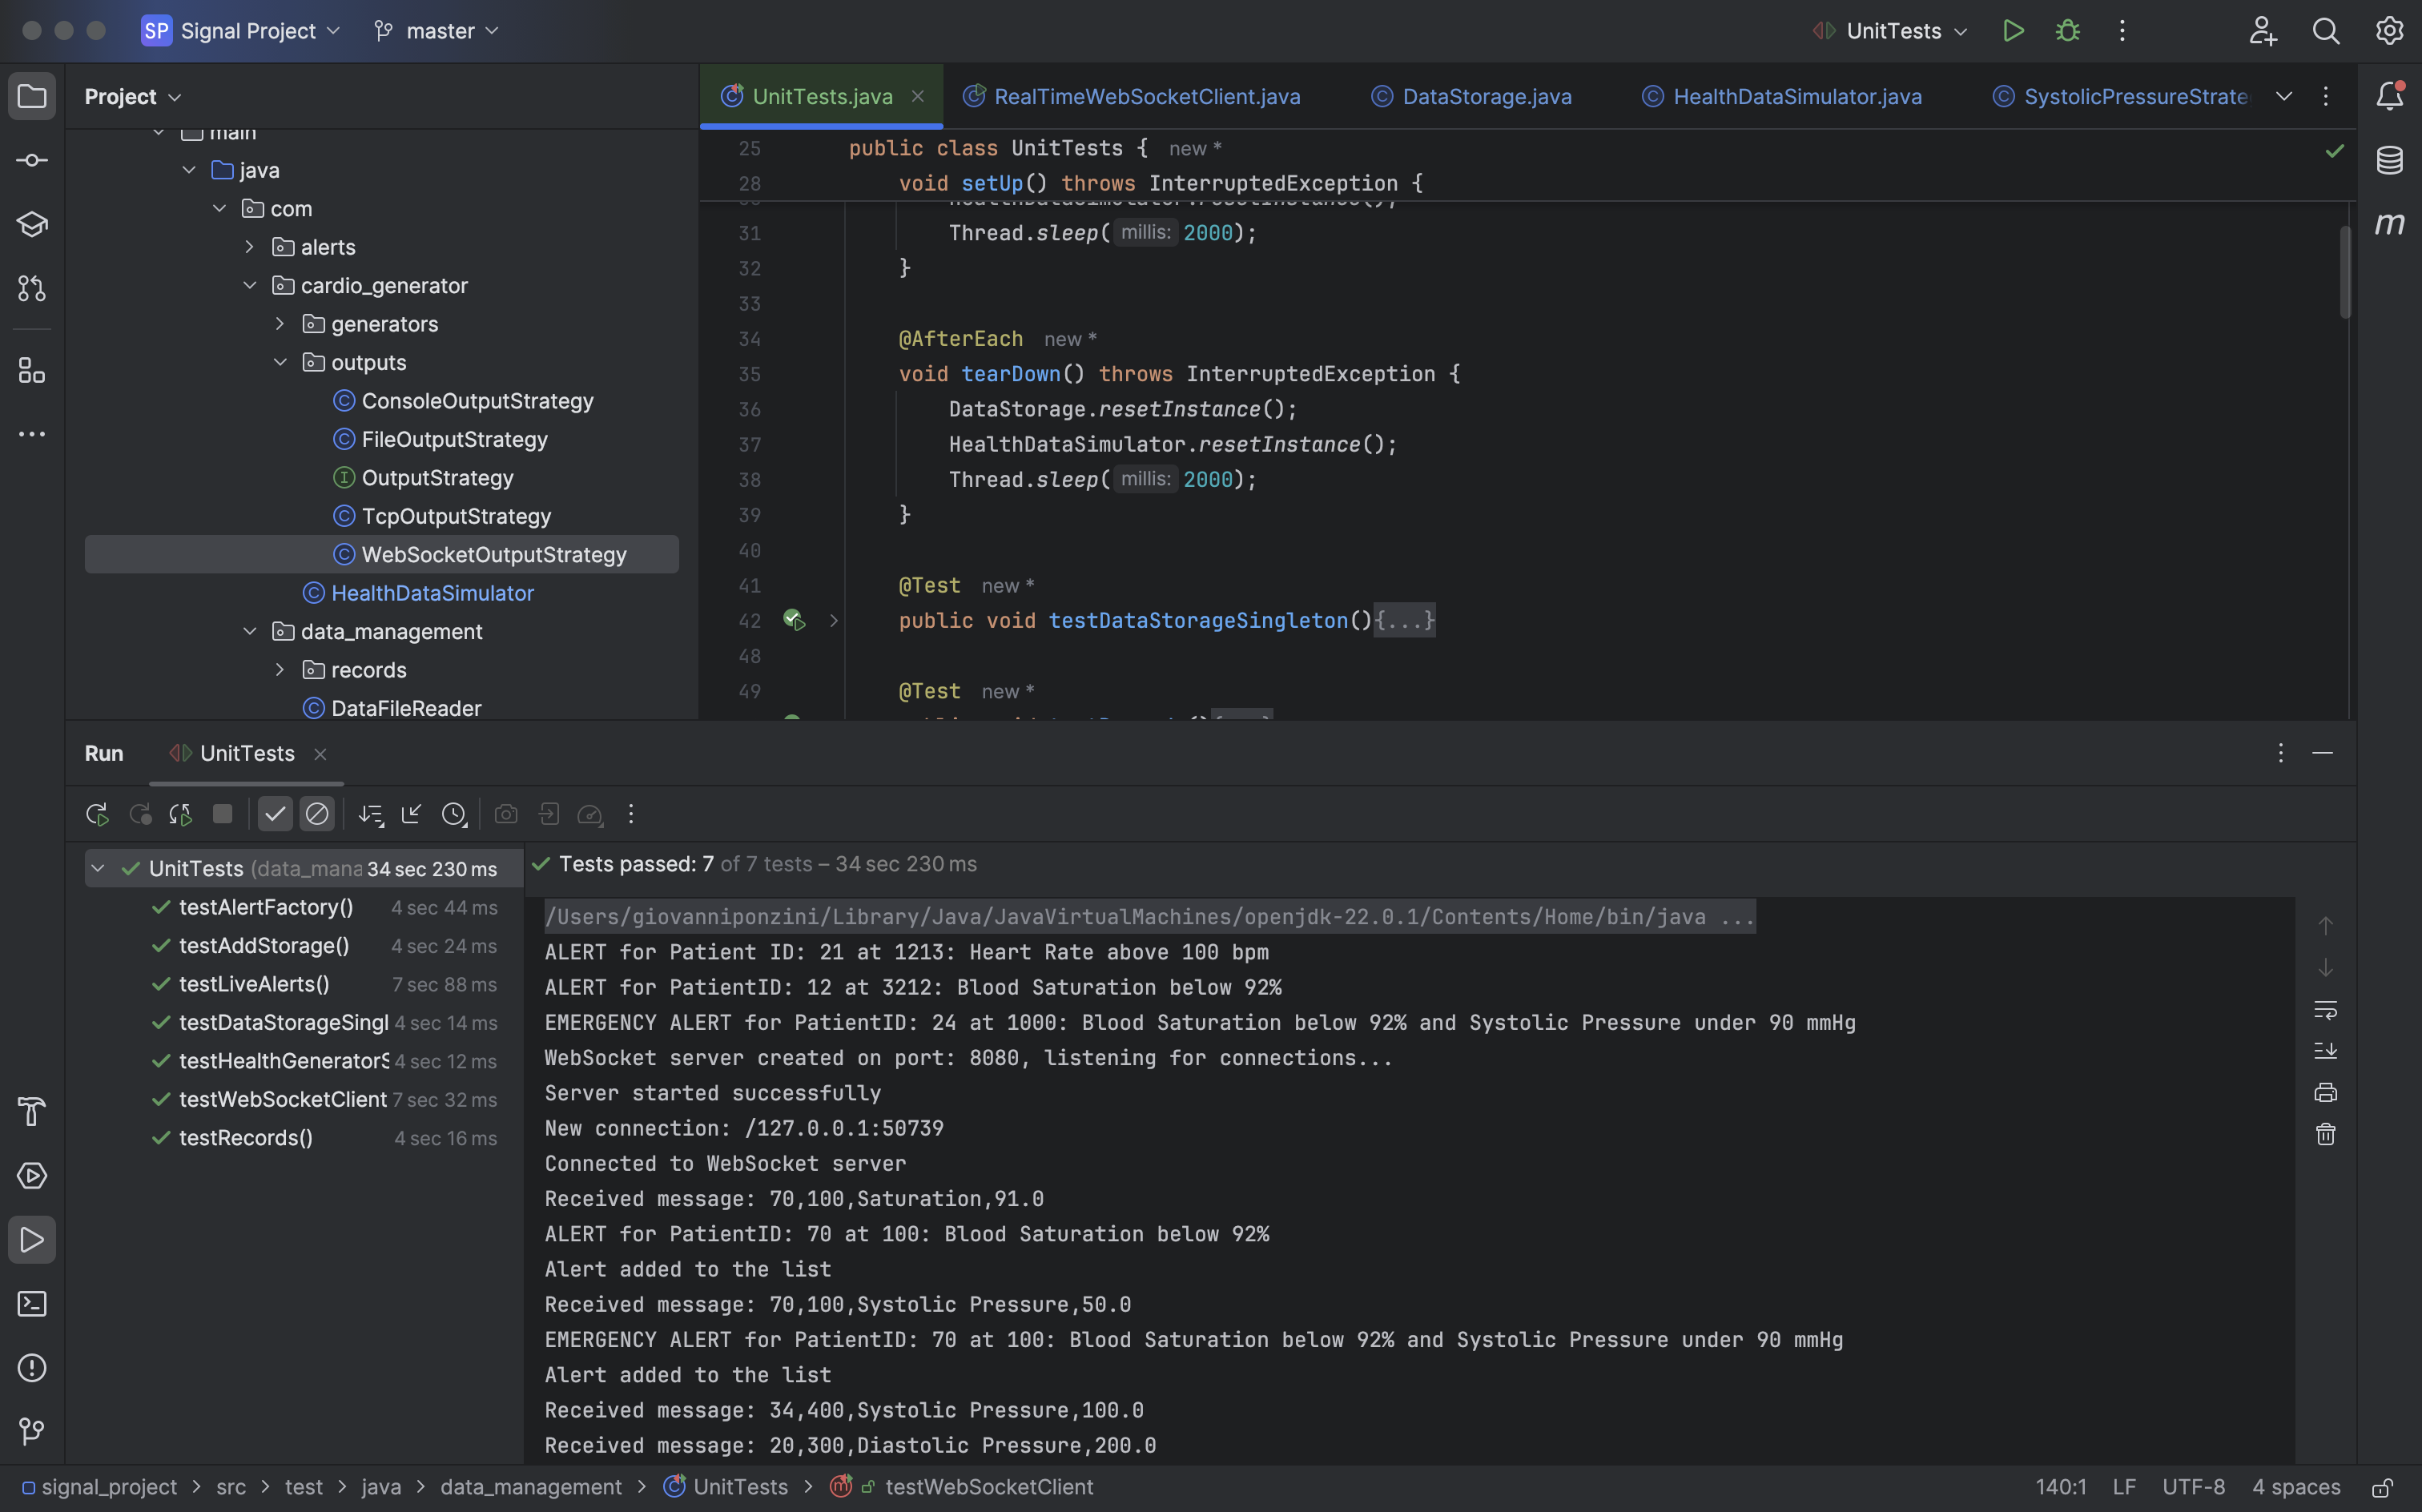 SP Signal Project master UnitTests
Project
main
java
com
alerts
cardio_generator
generators
outputs
ConsoleOutputStrategy
FileOutputStrategy
OutputStrategy
TcpOutputStrategy
WebSocketOutputStrategy
HealthDataSimulator
data_management
records
DataFileReader
UnitTests.java RealTimeWebSocketClient.java DataStorage.java HealthDataSimulator.java SystolicPressureStrate
25 public class UnitTests { new *
28 void setUp() throws InterruptedException {
HealthDataSimulator.resetInstance();
31 Thread.sleep( millis: 2000);
32 }
33
34 @AfterEach new *
35 void tearDown() throws InterruptedException {
36 DataStorage.resetInstance();
37 HealthDataSimulator.resetInstance();
38 Thread.sleep( millis: 2000);
39 }
40
41 @Test new *
42 public void testDataStorageSingleton(){...}
48
49 @Test new *
Run UnitTests
UnitTests (data_mana 34 sec 230 ms
testAlertFactory() 4 sec 44 ms
testAddStorage() 4 sec 24 ms
testLiveAlerts() 7 sec 88 ms
testDataStorageSingl 4 sec 14 ms
testHealthGeneratorS 4 sec 12 ms
testWebSocketClient 7 sec 32 ms
testRecords() 4 sec 16 ms
Tests passed: 7 of 7 tests – 34 sec 230 ms
/Users/giovanniponzini/Library/Java/JavaVirtualMachines/openjdk-22.0.1/Contents/Home/bin/java ...
ALERT for Patient ID: 21 at 1213: Heart Rate above 100 bpm
ALERT for PatientID: 12 at 3212: Blood Saturation below 92%
EMERGENCY ALERT for PatientID: 24 at 1000: Blood Saturation below 92% and Systolic Pressure under 90 mmHg
WebSocket server created on port: 8080, listening for connections...
Server started successfully
New connection: /127.0.0.1:50739
Connected to WebSocket server
Received message: 70,100,Saturation,91.0
ALERT for PatientID: 70 at 100: Blood Saturation below 92%
Alert added to the list
Received message: 70,100,Systolic Pressure,50.0
EMERGENCY ALERT for PatientID: 70 at 100: Blood Saturation below 92% and Systolic Pressure under 90 mmHg
Alert added to the list
Received message: 34,400,Systolic Pressure,100.0
Received message: 20,300,Diastolic Pressure,200.0
signal_project > src > test > java > data_management > UnitTests > testWebSocketClient 140:1 LF UTF-8 4 spaces